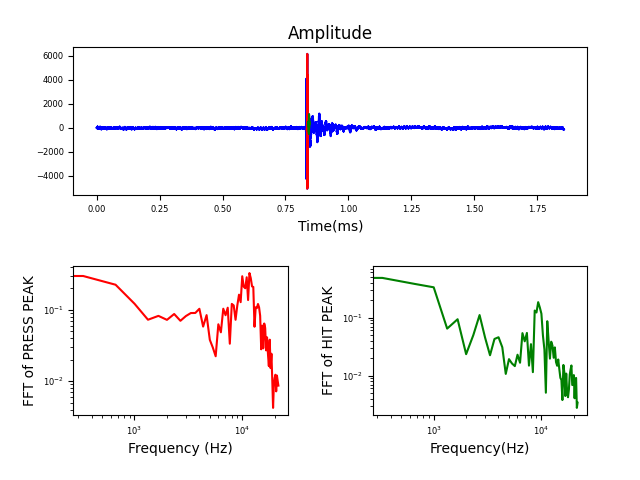 Amplitude
6000
4000
2000
0
−2000
−4000
0.00 0.25 0.50 0.75 1.00 1.25 1.50 1.75
Time(ms)
FFT of PRESS PEAK
10⁻¹
10⁻²
10³ 10⁴
Frequency (Hz)
FFT of HIT PEAK
10⁻¹
10⁻²
10³ 10⁴
Frequency(Hz)